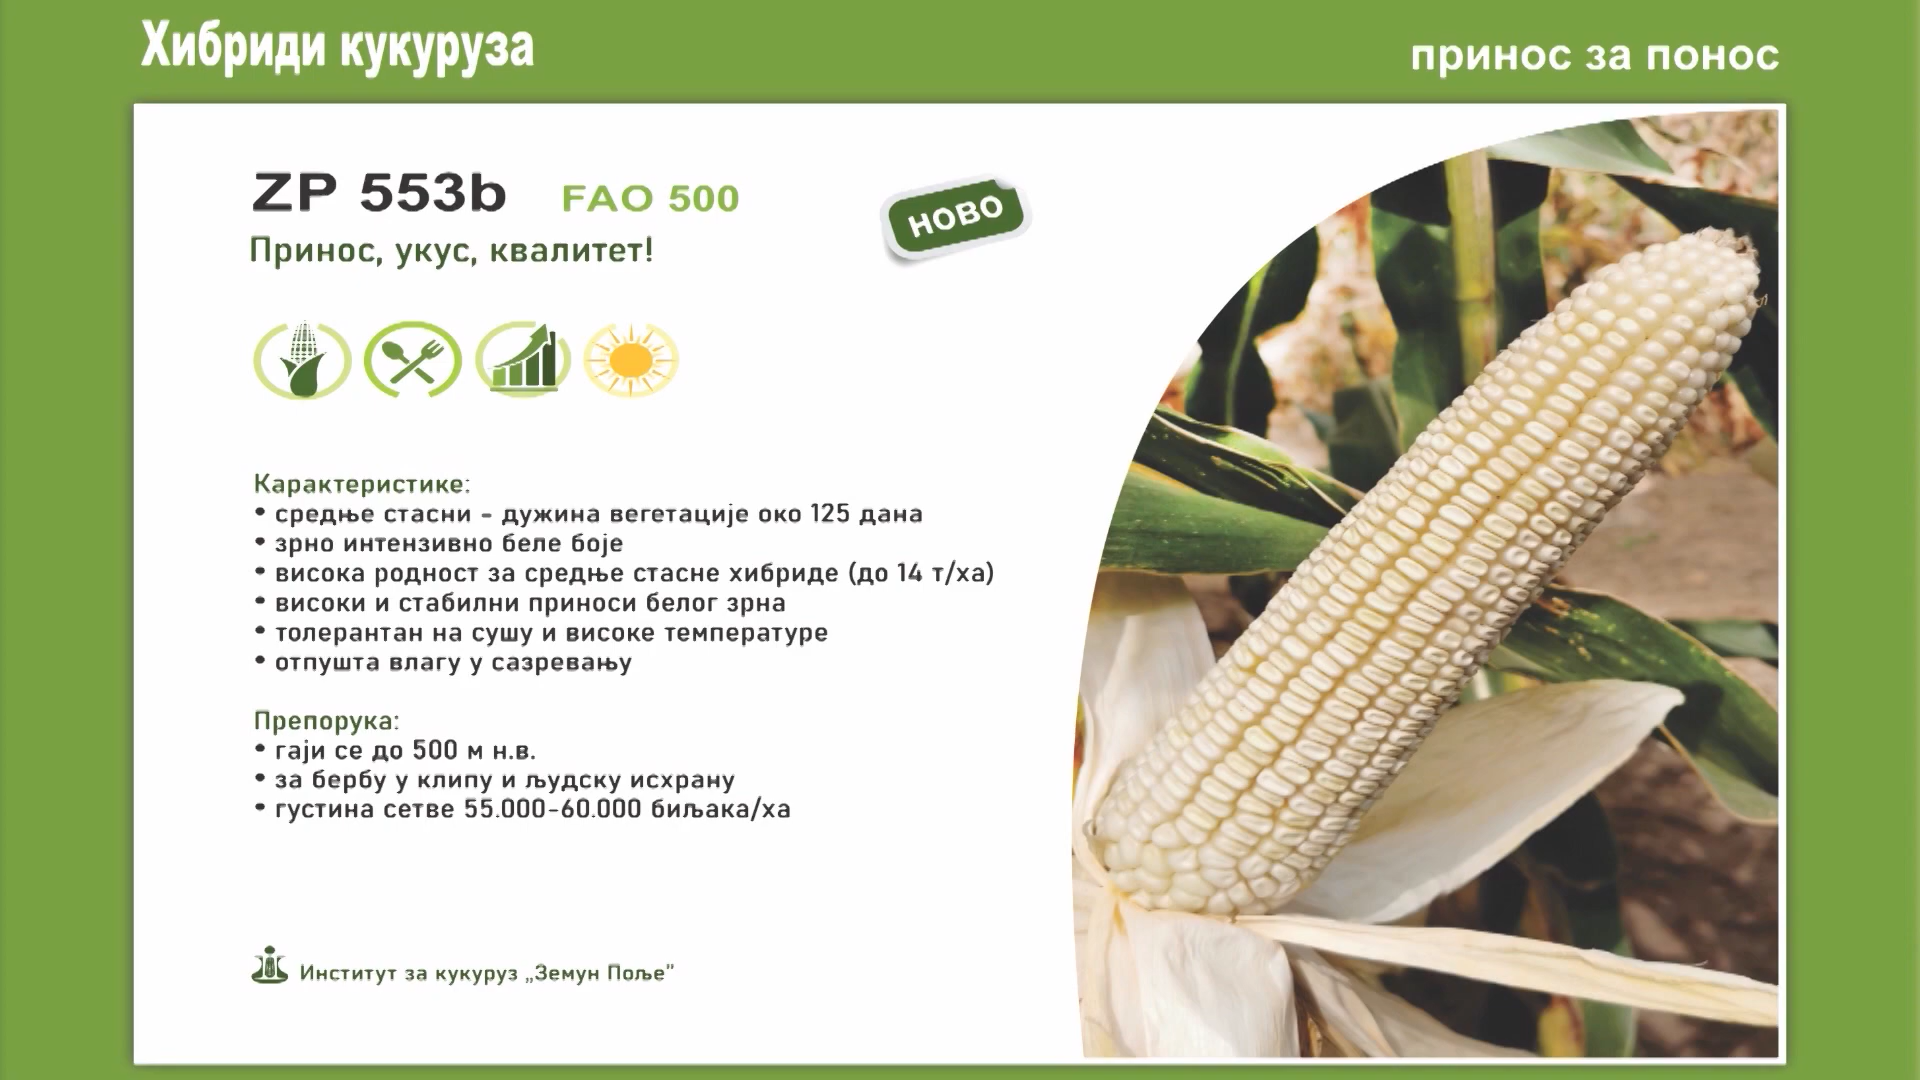 Хибриди кукуруза
принос за понос
ZP 553b FAO 500
НОВО
Принос, укус, квалитет!
Карактеристике:
• средње стасни - дужина вегетације око 125 дана
• зрно интензивно беле боје
• висока родност за средње стасне хибриде (до 14 т/ха)
• високи и стабилни приноси белог зрна
• толерантан на сушу и високе температуре
• отпушта влагу у сазревању
Препорука:
• гаји се до 500 м н.в.
• за бербу у клипу и људску исхрану
• густина сетве 55.000-60.000 биљака/ха
Институт за кукуруз „Земун Поље”